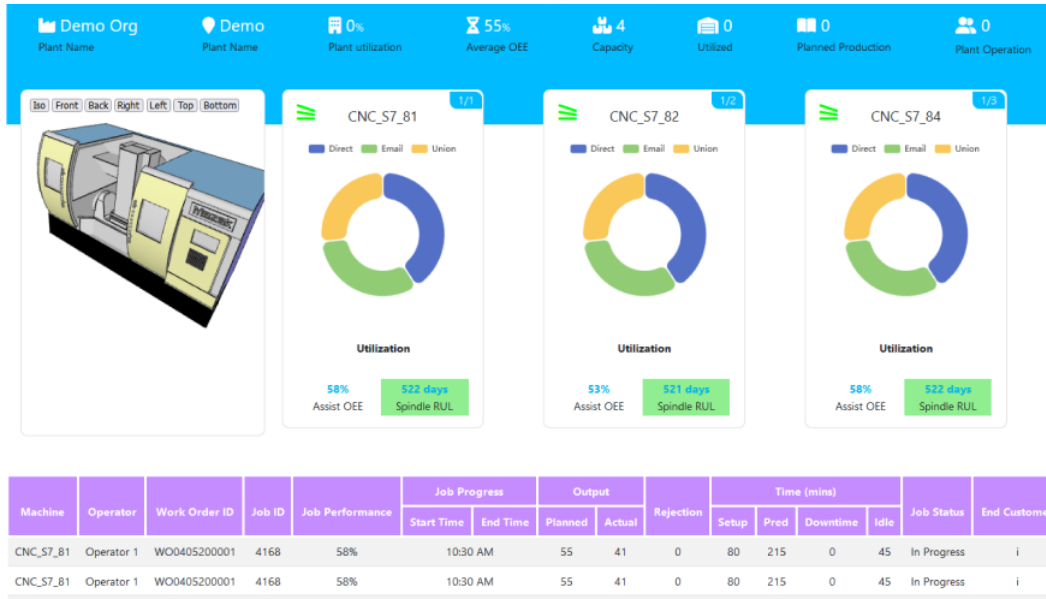 Demo Org
Plant Name
Demo
Plant Name
0%
Plant utilization
55%
Average OEE
4
Capacity
0
Utilized
0
Planned Production
0
Plant Operation
Iso Front Back Right Left Top Bottom
Mazak
1/1
CNC_S7_81
Direct Email Union
Utilization
58% 522 days
Assist OEE Spindle RUL
1/2
CNC_S7_82
Direct Email Union
Utilization
53% 521 days
Assist OEE Spindle RUL
1/3
CNC_S7_84
Direct Email Union
Utilization
58% 522 days
Assist OEE Spindle RUL
Machine Operator Work Order ID Job ID Job Performance Job Progress Output Rejection Time (mins) Job Status End Custome
Start Time End Time Planned Actual Setup Pred Downtime Idle
CNC_S7_81 Operator 1 WO0405200001 4168 58% 10:30 AM 55 41 0 80 215 0 45 In Progress i
CNC_S7_81 Operator 1 WO0405200001 4168 58% 10:30 AM 55 41 0 80 215 0 45 In Progress i